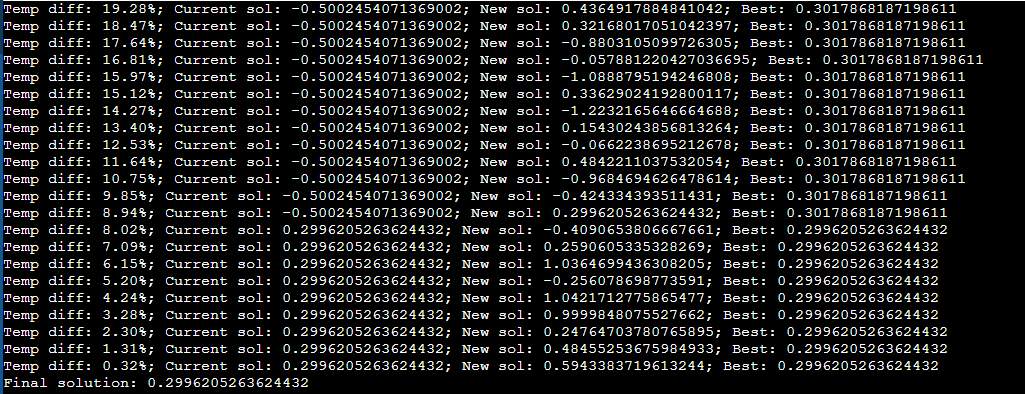 Temp diff: 19.28%; Current sol: -0.5002454071369002; New sol: 0.4364917884841042; Best: 0.3017868187198611
Temp diff: 18.47%; Current sol: -0.5002454071369002; New sol: 0.32168017051042397; Best: 0.3017868187198611
Temp diff: 17.64%; Current sol: -0.5002454071369002; New sol: -0.8803105099726305; Best: 0.3017868187198611
Temp diff: 16.81%; Current sol: -0.5002454071369002; New sol: -0.057881220427036695; Best: 0.3017868187198611
Temp diff: 15.97%; Current sol: -0.5002454071369002; New sol: -1.0888795194246808; Best: 0.3017868187198611
Temp diff: 15.12%; Current sol: -0.5002454071369002; New sol: 0.33629024192800117; Best: 0.3017868187198611
Temp diff: 14.27%; Current sol: -0.5002454071369002; New sol: -1.2232165646664688; Best: 0.3017868187198611
Temp diff: 13.40%; Current sol: -0.5002454071369002; New sol: 0.15430243856813264; Best: 0.3017868187198611
Temp diff: 12.53%; Current sol: -0.5002454071369002; New sol: -0.0662238695212678; Best: 0.3017868187198611
Temp diff: 11.64%; Current sol: -0.5002454071369002; New sol: 0.4842211037532054; Best: 0.3017868187198611
Temp diff: 10.75%; Current sol: -0.5002454071369002; New sol: -0.9684694626478614; Best: 0.3017868187198611
Temp diff: 9.85%; Current sol: -0.5002454071369002; New sol: -0.424334393511431; Best: 0.3017868187198611
Temp diff: 8.94%; Current sol: -0.5002454071369002; New sol: 0.2996205263624432; Best: 0.3017868187198611
Temp diff: 8.02%; Current sol: 0.2996205263624432; New sol: -0.4090653806667661; Best: 0.2996205263624432
Temp diff: 7.09%; Current sol: 0.2996205263624432; New sol: 0.2590605335328269; Best: 0.2996205263624432
Temp diff: 6.15%; Current sol: 0.2996205263624432; New sol: 1.0364699436308205; Best: 0.2996205263624432
Temp diff: 5.20%; Current sol: 0.2996205263624432; New sol: -0.256078698773591; Best: 0.2996205263624432
Temp diff: 4.24%; Current sol: 0.2996205263624432; New sol: 1.0421712775865477; Best: 0.2996205263624432
Temp diff: 3.28%; Current sol: 0.2996205263624432; New sol: 0.9999848075527662; Best: 0.2996205263624432
Temp diff: 2.30%; Current sol: 0.2996205263624432; New sol: 0.24764703780765895; Best: 0.2996205263624432
Temp diff: 1.31%; Current sol: 0.2996205263624432; New sol: 0.48455253675984933; Best: 0.2996205263624432
Temp diff: 0.32%; Current sol: 0.2996205263624432; New sol: 0.5943383719613244; Best: 0.2996205263624432
Final solution: 0.2996205263624432